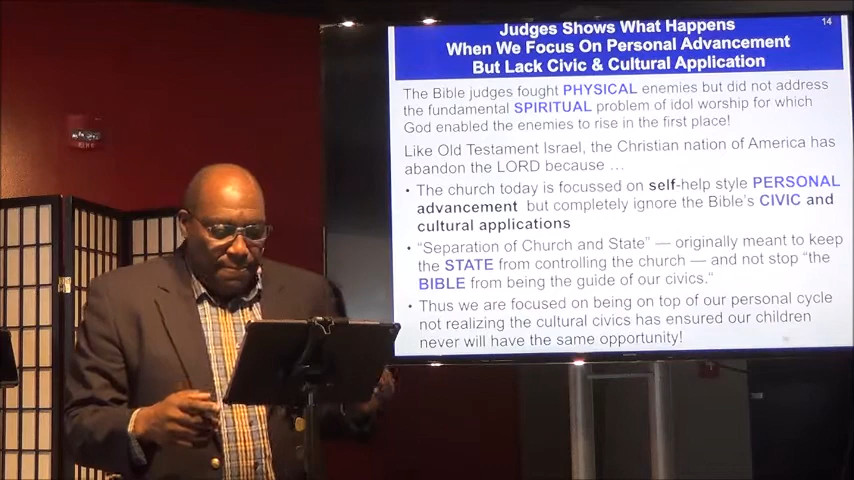 14
Judges Shows What Happens
When We Focus On Personal Advancement
But Lack Civic & Cultural Application
The Bible judges fought PHYSICAL enemies but did not address
the fundamental SPIRITUAL problem of idol worship for which
God enabled the enemies to rise in the first place!
Like Old Testament Israel, the Christian nation of America has
abandon the LORD because ...
• The church today is focussed on self-help style PERSONAL
advancement but completely ignore the Bible's CIVIC and
cultural applications
• "Separation of Church and State" — originally meant to keep
the STATE from controlling the church — and not stop "the
BIBLE from being the guide of our civics."
• Thus we are focused on being on top of our personal cycle
not realizing the cultural civics has ensured our children
never will have the same opportunity!